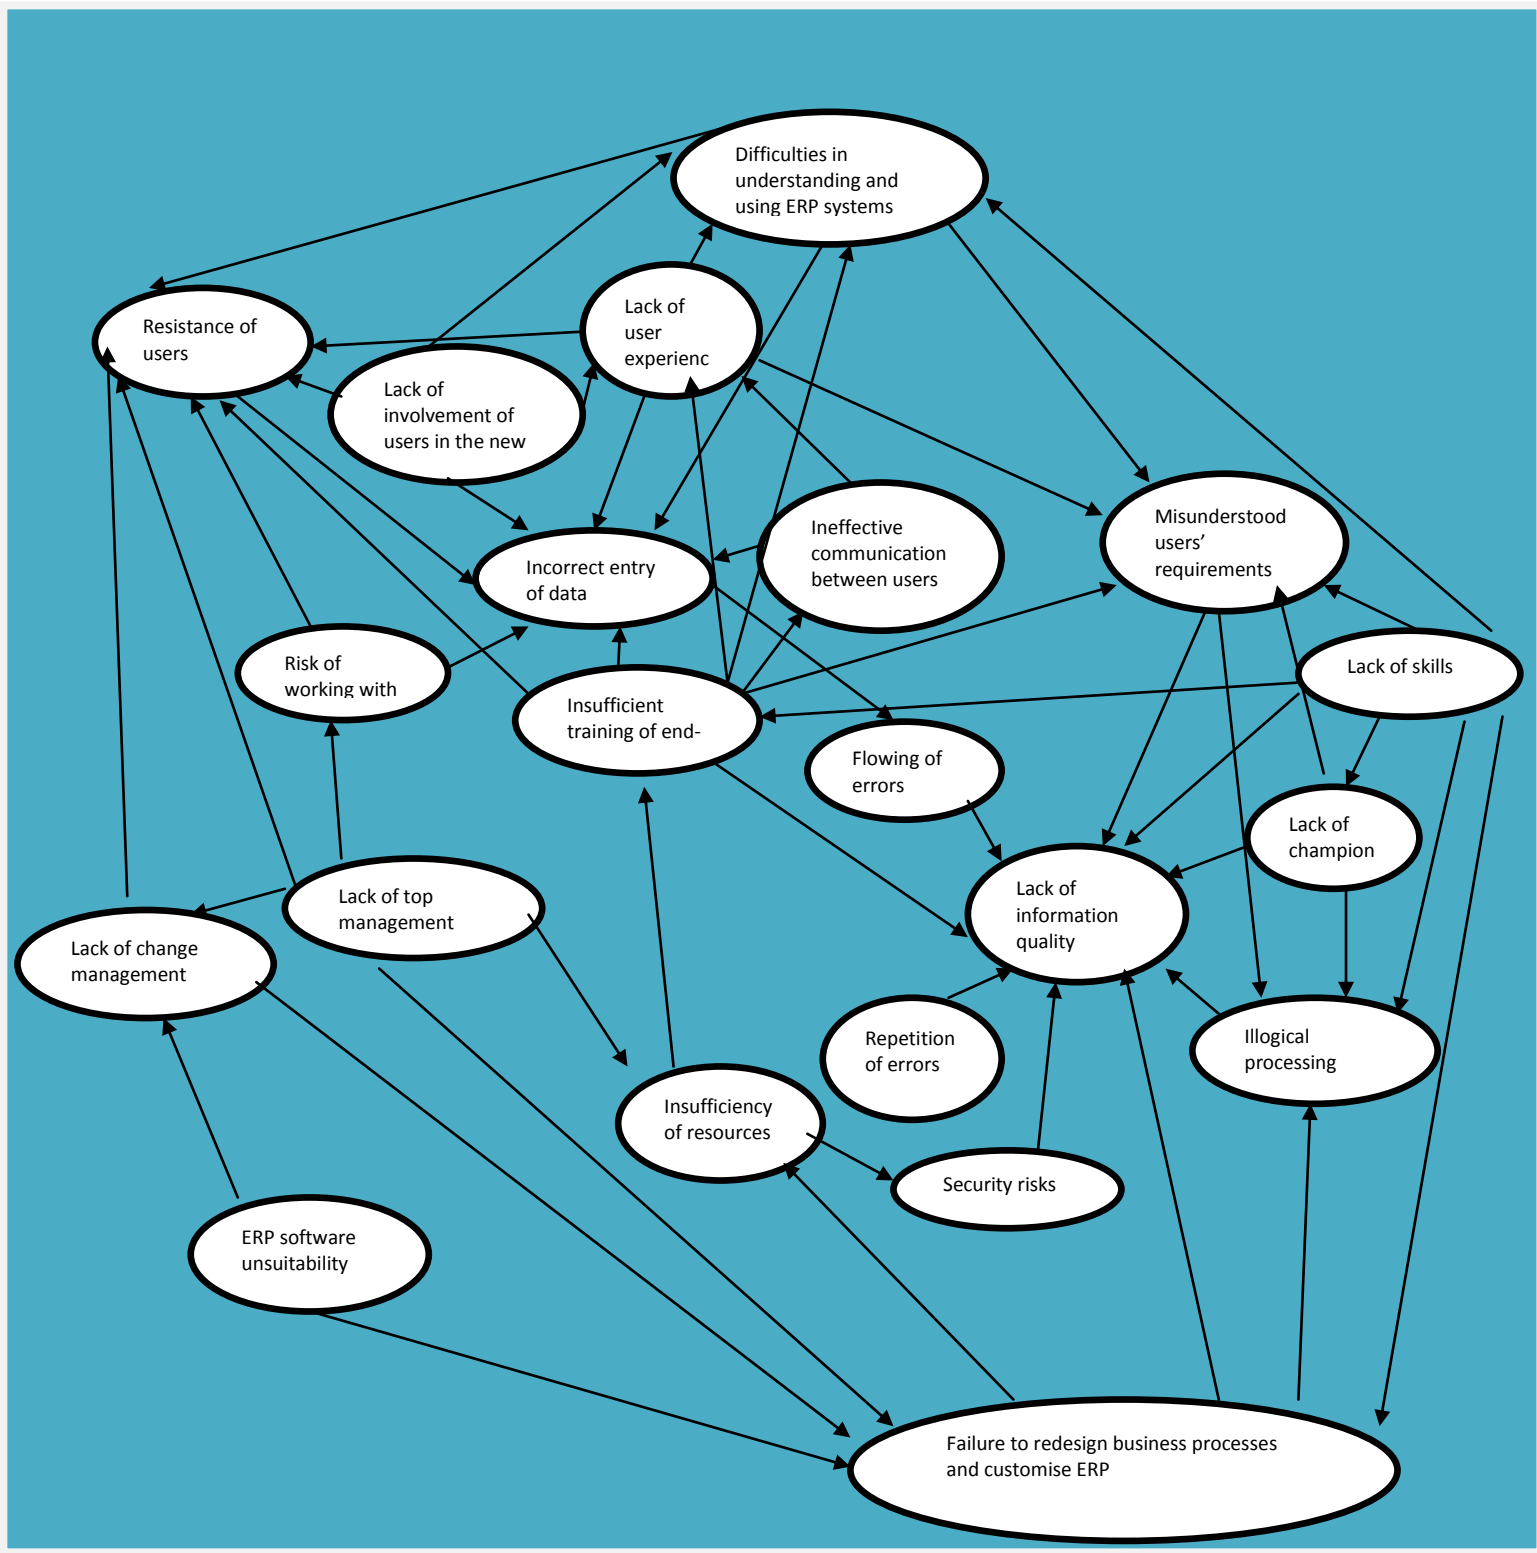 Difficulties in
understanding and
using ERP systems
Lack of
user
experienc
Resistance of
users
Lack of
involvement of
users in the new
Ineffective
communication
between users
Misunderstood
users’
requirements
Incorrect entry
of data
Risk of
working with
Insufficient
training of end-
Lack of skills
Flowing of
errors
Lack of
champion
Lack of top
management
Lack of
information
quality
Lack of change
management
Repetition
of errors
Illogical
processing
Insufficiency
of resources
Security risks
ERP software
unsuitability
Failure to redesign business processes
and customise ERP